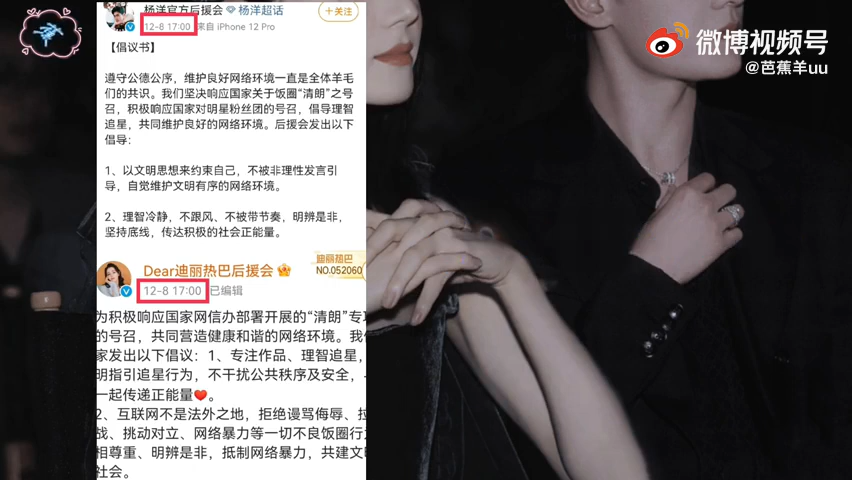 杨洋官方后援会 杨洋超话
+关注
12-8 17:00 来自 iPhone 12 Pro
【倡议书】
遵守公德公序，维护良好网络环境一直是全体羊毛
们的共识。我们坚决响应国家关于饭圈“清朗”之号
召，积极响应国家对明星粉丝团的号召，倡导理智
追星，共同维护良好的网络环境。后援会发出以下
倡导：
1、以文明思想来约束自己，不被非理性发言引
导，自觉维护文明有序的网络环境。
2、理智冷静，不跟风、不被带节奏，明辨是非，
坚持底线，传达积极的社会正能量。
Dear迪丽热巴后援会
迪丽热巴
NO.052060
12-8 17:00 已编辑
为积极响应国家网信办部署开展的“清朗”专项
的号召，共同营造健康和谐的网络环境。我们
家发出以下倡议：1、专注作品、理智追星，
明指引追星行为，不干扰公共秩序及安全，
一起传递正能量。
2、互联网不是法外之地，拒绝谩骂侮辱、拉
战、挑动对立、网络暴力等一切不良饭圈行为
相尊重、明辨是非，抵制网络暴力，共建文明
社会。
微博视频号
@芭蕉羊uu